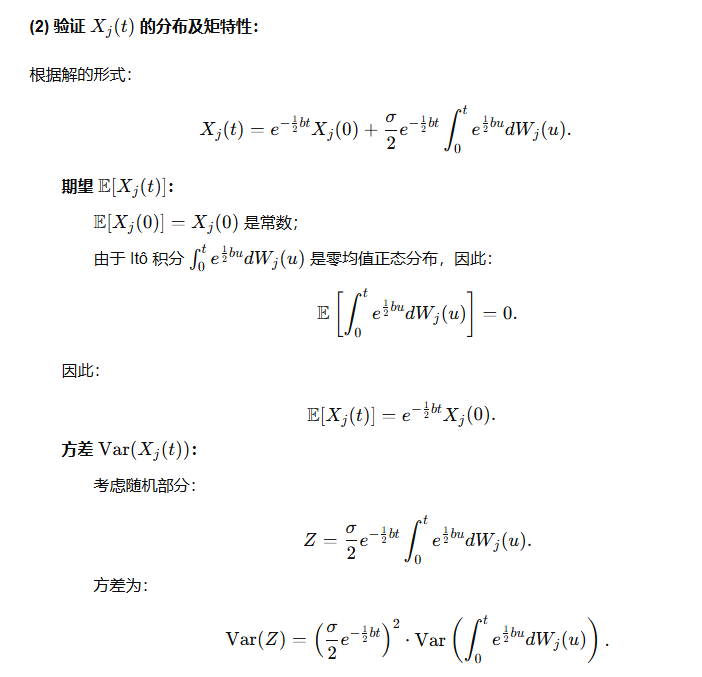 (2) 验证 $X_j(t)$ 的分布及矩特性：
根据解的形式：
$X_j(t) = e^{-\frac{1}{2}bt} X_j(0) + \frac{\sigma}{2} e^{-\frac{1}{2}bt} \int_0^t e^{\frac{1}{2}bu} dW_j(u).$
期望 $\mathbb{E}[X_j(t)]$：
$\mathbb{E}[X_j(0)] = X_j(0)$ 是常数；
由于 Itô 积分 $\int_0^t e^{\frac{1}{2}bu} dW_j(u)$ 是零均值正态分布，因此：
$\mathbb{E}\left[\int_0^t e^{\frac{1}{2}bu} dW_j(u)\right] = 0.$
因此：
$\mathbb{E}[X_j(t)] = e^{-\frac{1}{2}bt} X_j(0).$
方差 $\mathrm{Var}(X_j(t))$：
考虑随机部分：
$Z = \frac{\sigma}{2} e^{-\frac{1}{2}bt} \int_0^t e^{\frac{1}{2}bu} dW_j(u).$
方差为：
$\mathrm{Var}(Z) = \left(\frac{\sigma}{2} e^{-\frac{1}{2}bt}\right)^2 \cdot \mathrm{Var}\left(\int_0^t e^{\frac{1}{2}bu} dW_j(u)\right).$